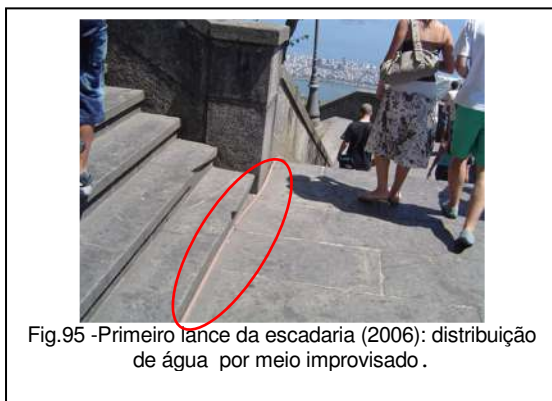 Fig.95 -Primeiro lance da escadaria (2006): distribuição
de água por meio improvisado.